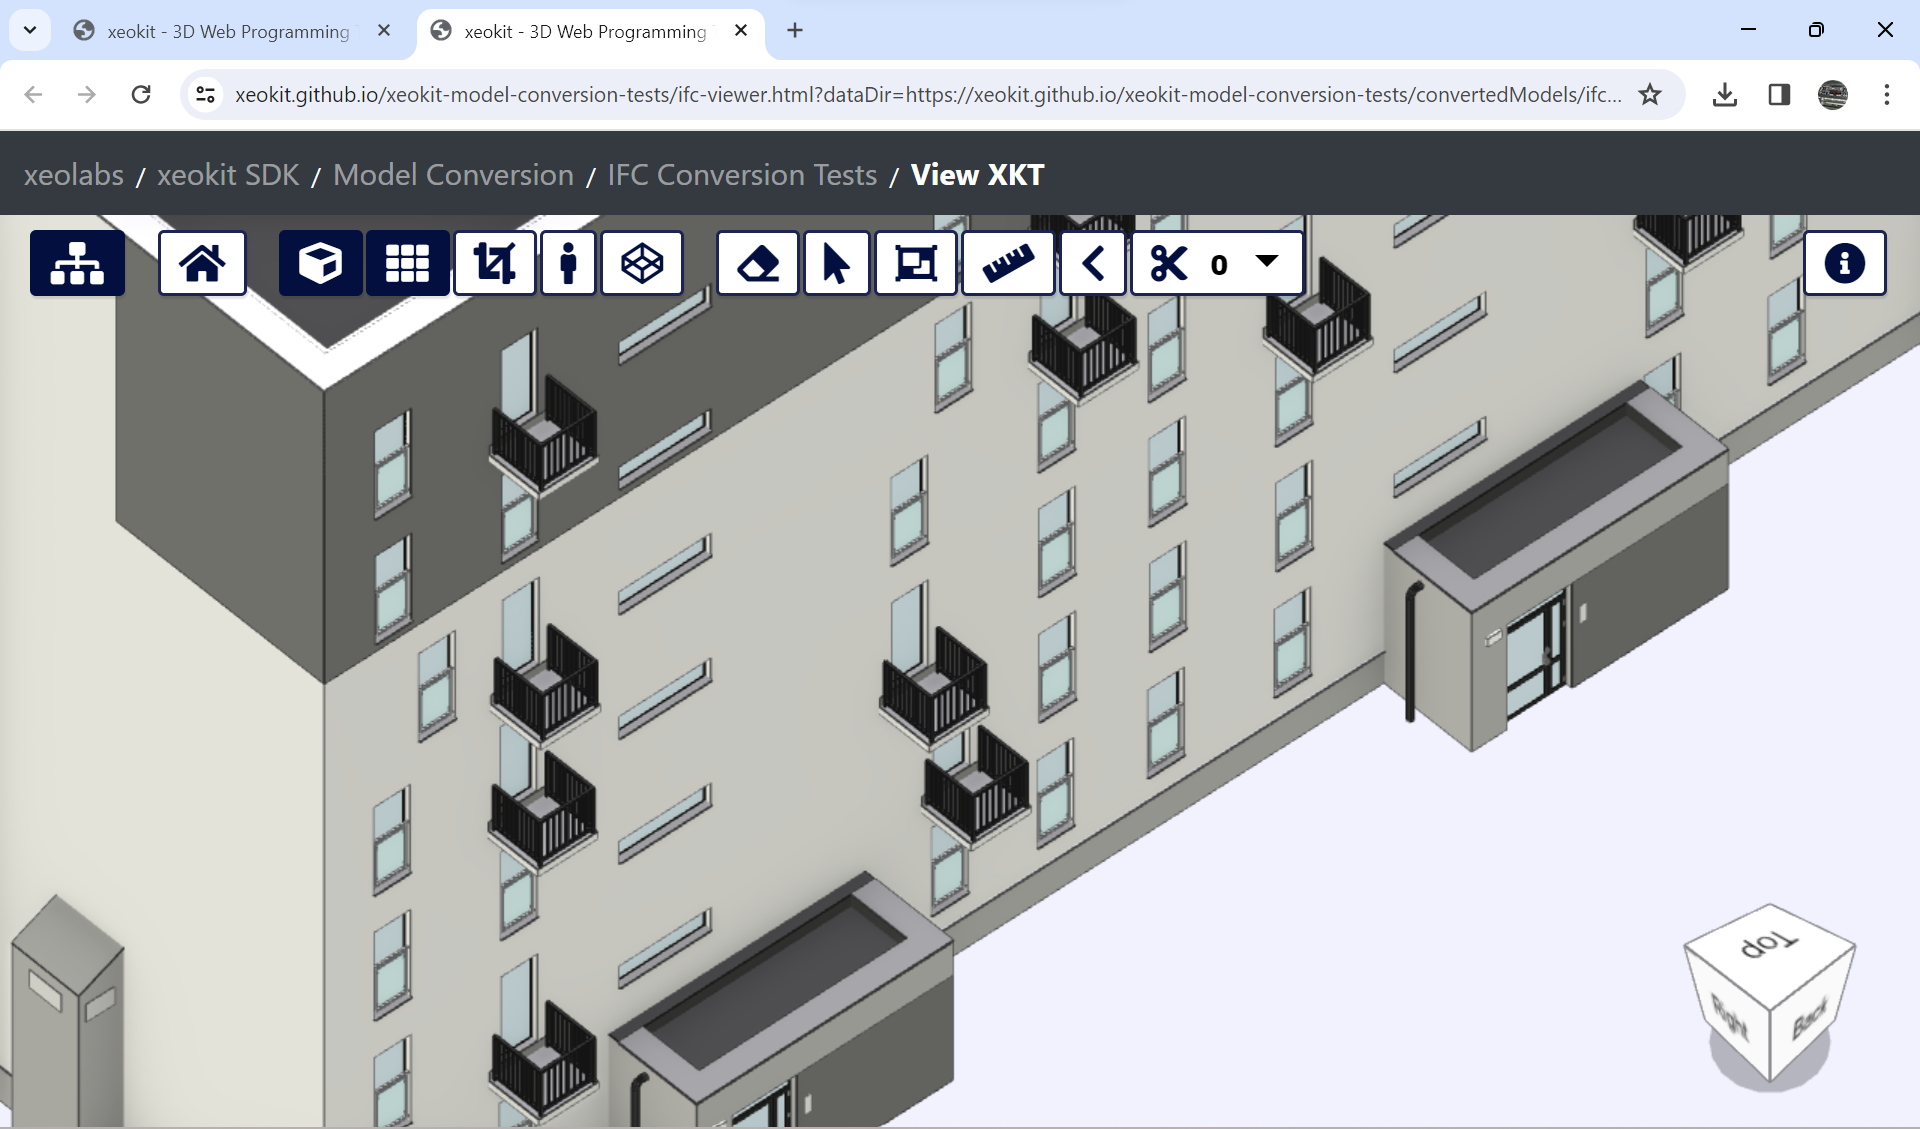 xeokit - 3D Web Programming
xeokit - 3D Web Programming
xeokit.github.io/xeokit-model-conversion-tests/ifc-viewer.html?dataDir=https://xeokit.github.io/xeokit-model-conversion-tests/convertedModels/ifc...
xeolabs / xeokit SDK / Model Conversion / IFC Conversion Tests / View XKT
0
Top
Right
Back